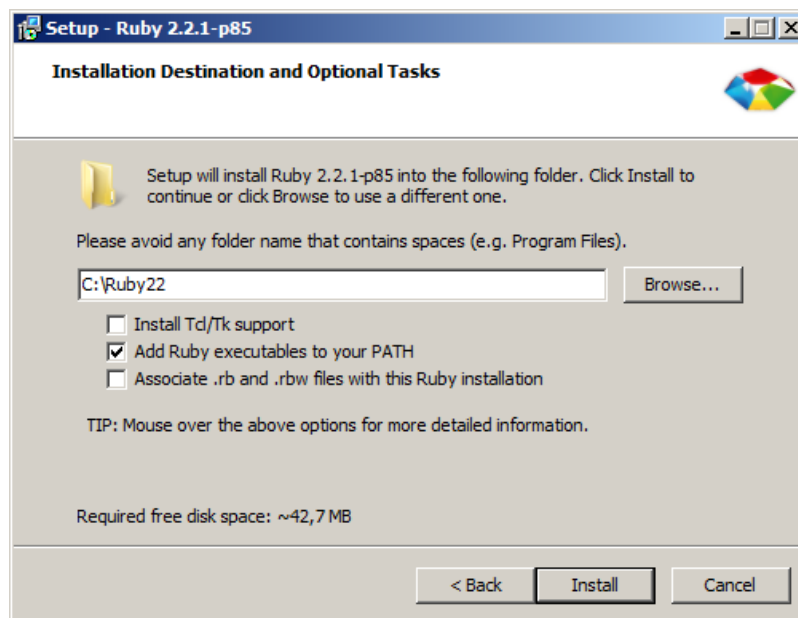 Setup - Ruby 2.2.1-p85
Installation Destination and Optional Tasks
Setup will install Ruby 2.2.1-p85 into the following folder. Click Install to
continue or click Browse to use a different one.
Please avoid any folder name that contains spaces (e.g. Program Files).
C:\Ruby22
Browse...
Install Tcl/Tk support
Add Ruby executables to your PATH
Associate .rb and .rbw files with this Ruby installation
TIP: Mouse over the above options for more detailed information.
Required free disk space: ~42,7 MB
< Back
Install
Cancel